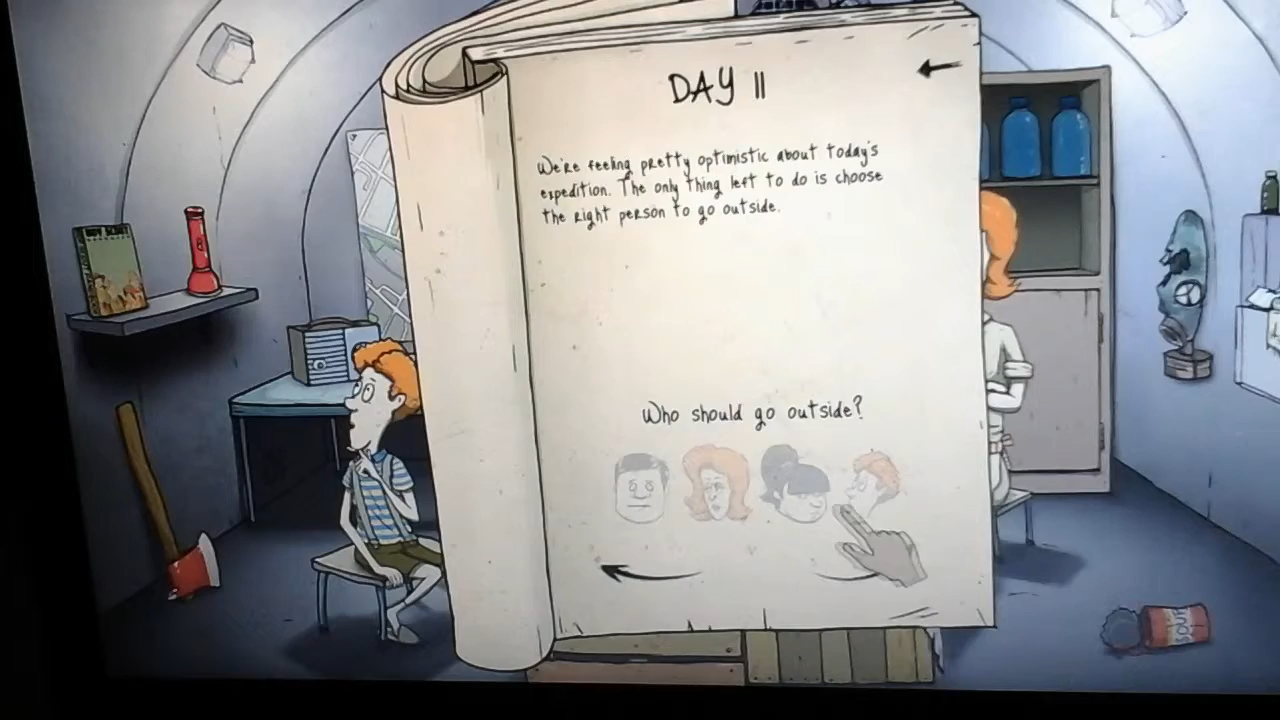 DAY 11
We're feeling pretty optimistic about today's
expedition. The only thing left to do is choose
the right person to go outside.
Who should go outside?
SOUP